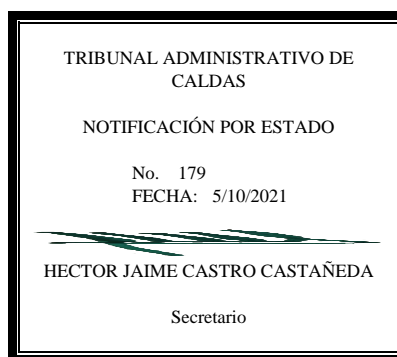 TRIBUNAL ADMINISTRATIVO DE
CALDAS
NOTIFICACIÓN POR ESTADO
No. 179
FECHA: 5/10/2021
HECTOR JAIME CASTRO CASTAÑEDA
Secretario